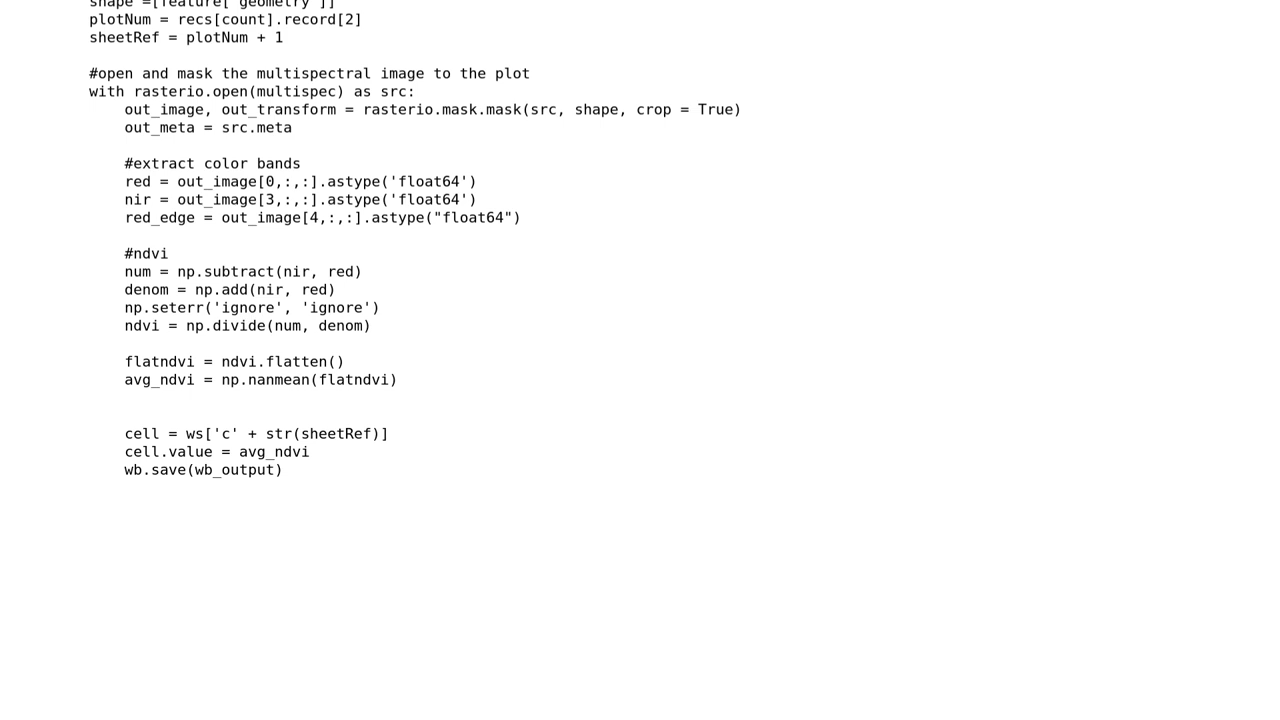 shape =[feature["geometry"]]
plotNum = recs[count].record[2]
sheetRef = plotNum + 1
#open and mask the multispectral image to the plot
with rasterio.open(multispec) as src:
out_image, out_transform = rasterio.mask.mask(src, shape, crop = True)
out_meta = src.meta
#extract color bands
red = out_image[0,:,:].astype('float64')
nir = out_image[3,:,:].astype('float64')
red_edge = out_image[4,:,:].astype("float64")
#ndvi
num = np.subtract(nir, red)
denom = np.add(nir, red)
np.seterr('ignore', 'ignore')
ndvi = np.divide(num, denom)
flatndvi = ndvi.flatten()
avg_ndvi = np.nanmean(flatndvi)
cell = ws['c' + str(sheetRef)]
cell.value = avg_ndvi
wb.save(wb_output)